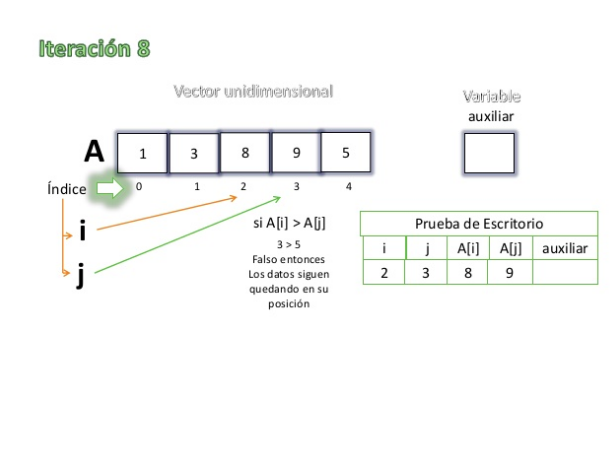 Iteración 8
Vector unidimensional
Variable
auxiliar
A
1 3 8 9 5
Índice
0 1 2 3 4
i
j
si A[i] > A[j]
3 > 5
Falso entonces
Los datos siguen
quedando en su
posición
Prueba de Escritorio
i j A[i] A[j] auxiliar
2 3 8 9